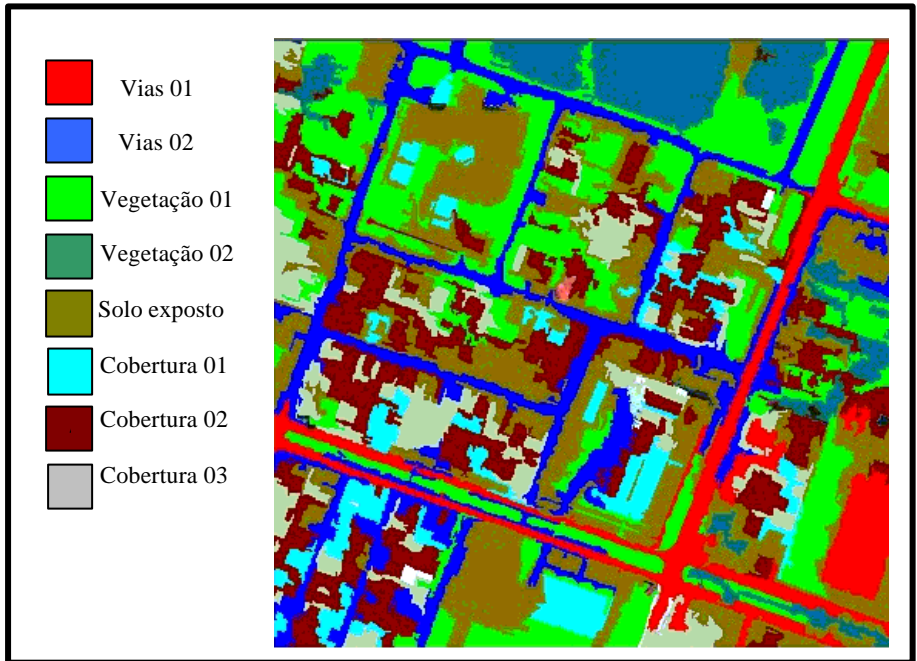 Vias 01
Vias 02
Vegetação 01
Vegetação 02
Solo exposto
Cobertura 01
Cobertura 02
Cobertura 03